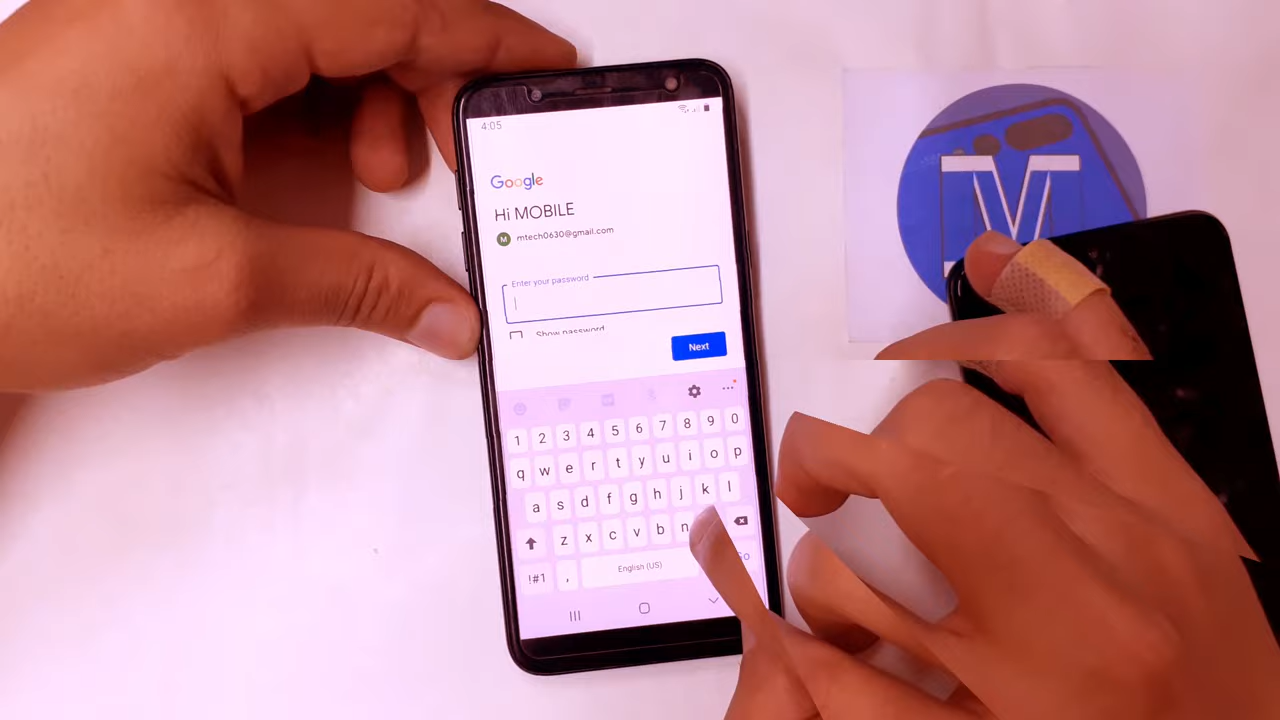 4:05
Google
Hi MOBILE
M mtech0630@gmail.com
Enter your password
Show password
Next
1 2 3 4 5 6 7 8 9 0
q w e r t y u i o p
a s d f g h j k l
z x c v b n
!#1 , English (US) Go
M